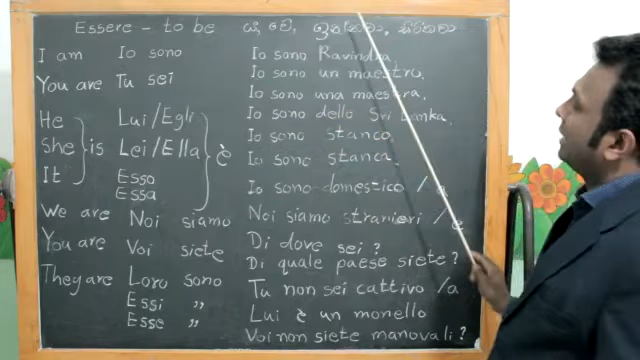 Essere – to be ය, වේ, ඉන්නවා, සිටිනවා
I am Io sono
You are Tu sei
He Lui/Egli
She is Lei/Ella è
It Esso
Essa
We are Noi siamo
You are Voi siete
They are Loro sono
Essi "
Esse "
Io sono Ravindra
Io sono un maestro.
Io sono una maestra.
Io sono dello Sri Lanka.
Io sono stanco
Io sono stanca.
Io sono domestico /a
Noi siamo stranieri / e
Di dove sei ?
Di quale paese siete ?
Tu non sei cattivo /a
Lui è un monello
Voi non siete manovali ?